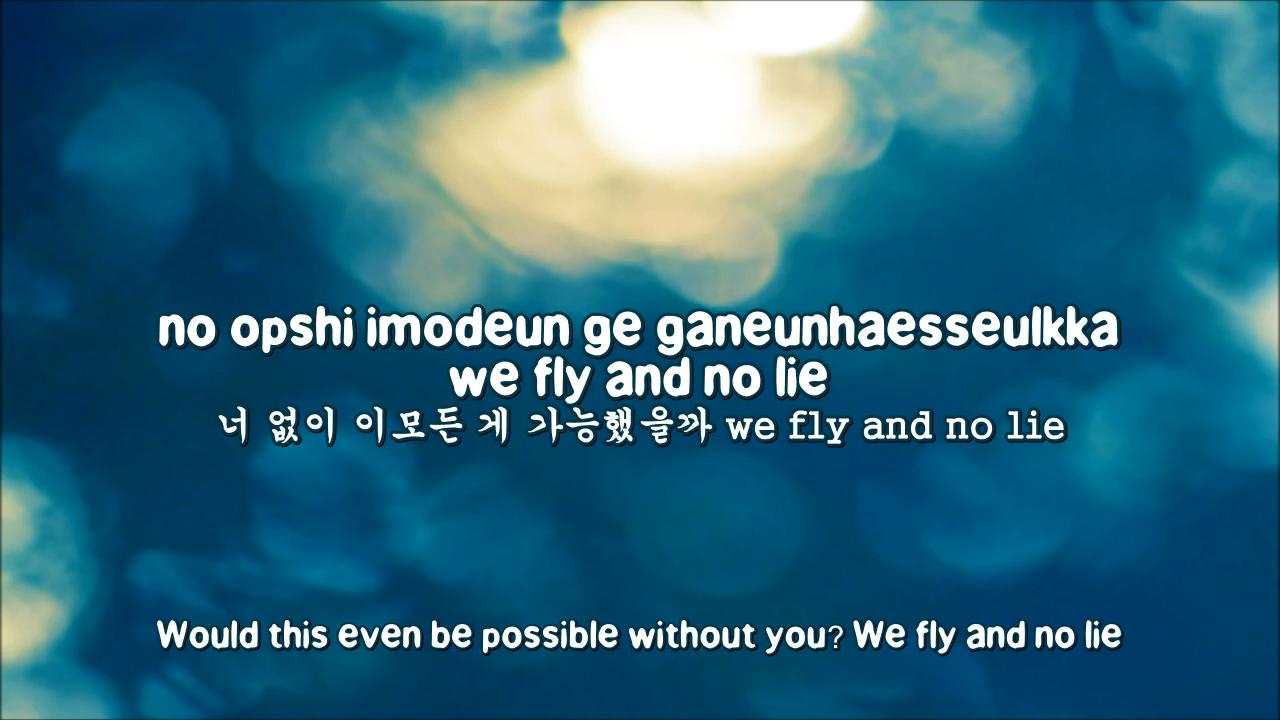 no opshi imodeun ge ganeunhaesseulkka
we fly and no lie
너 없이 이모든 게 가능했을까 we fly and no lie
Would this even be possible without you? We fly and no lie